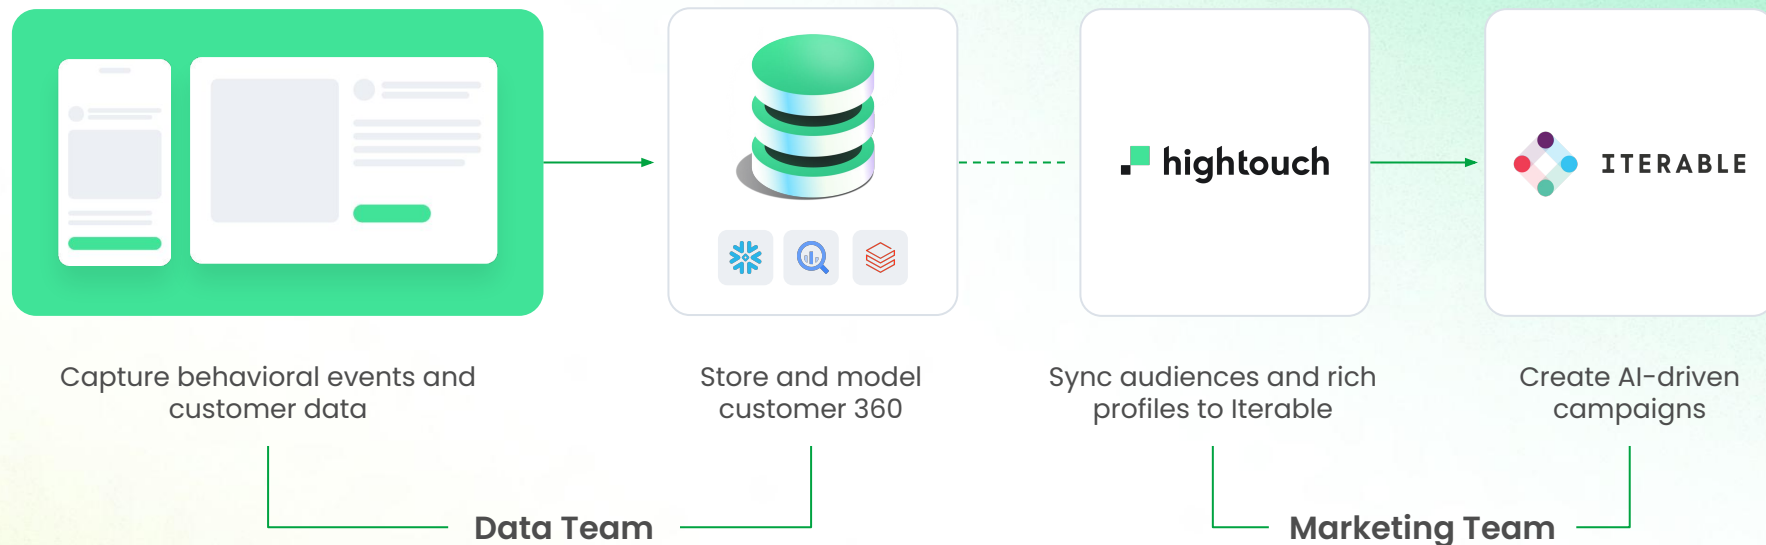 hightouch
ITERABLE
Capture behavioral events and
customer data
Store and model
customer 360
Sync audiences and rich
profiles to Iterable
Create AI-driven
campaigns
Data Team
Marketing Team